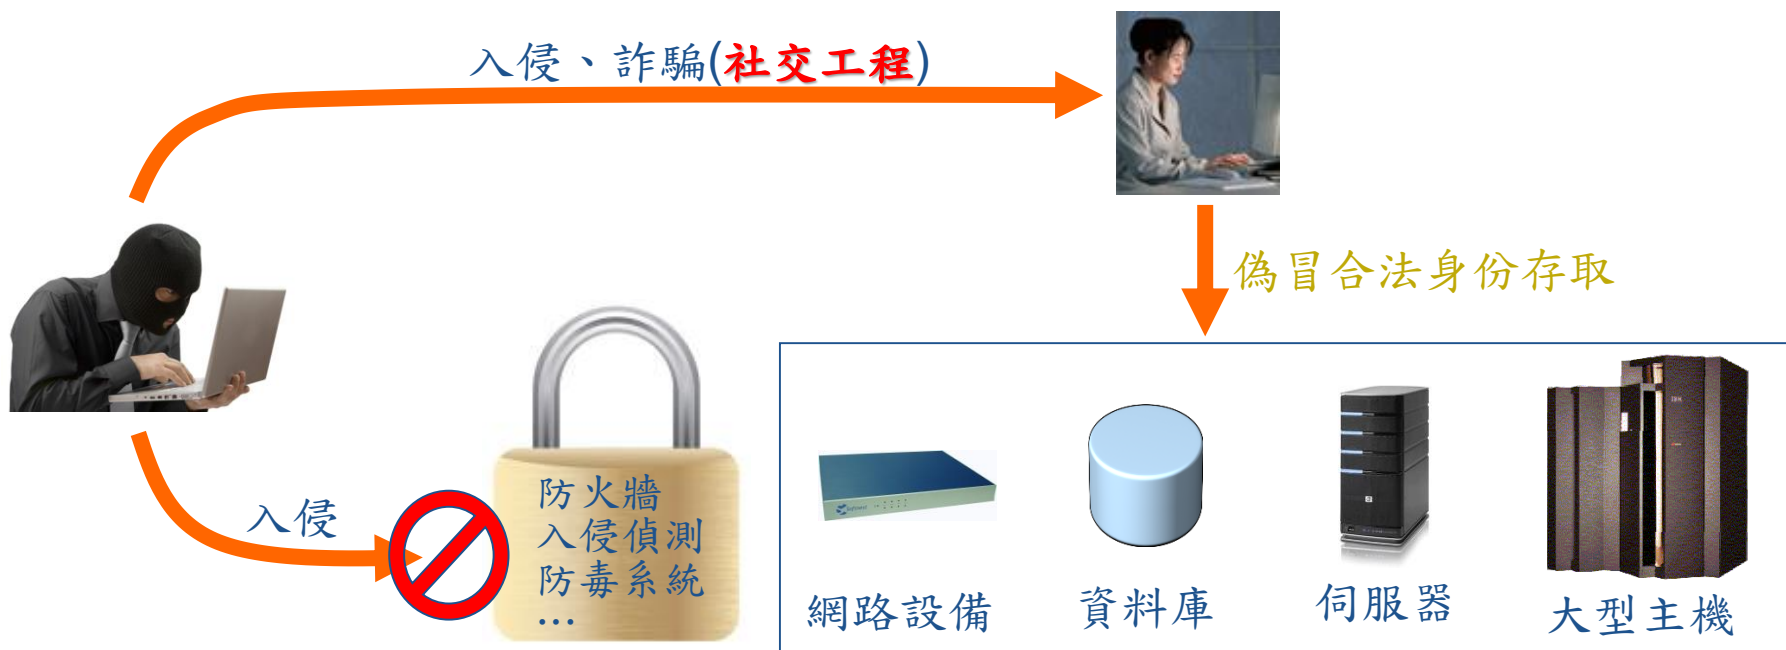 入侵、詐騙(社交工程)
偽冒合法身份存取
入侵
防火牆
入侵偵測
防毒系統
...
網路設備
資料庫
伺服器
大型主機
IBM